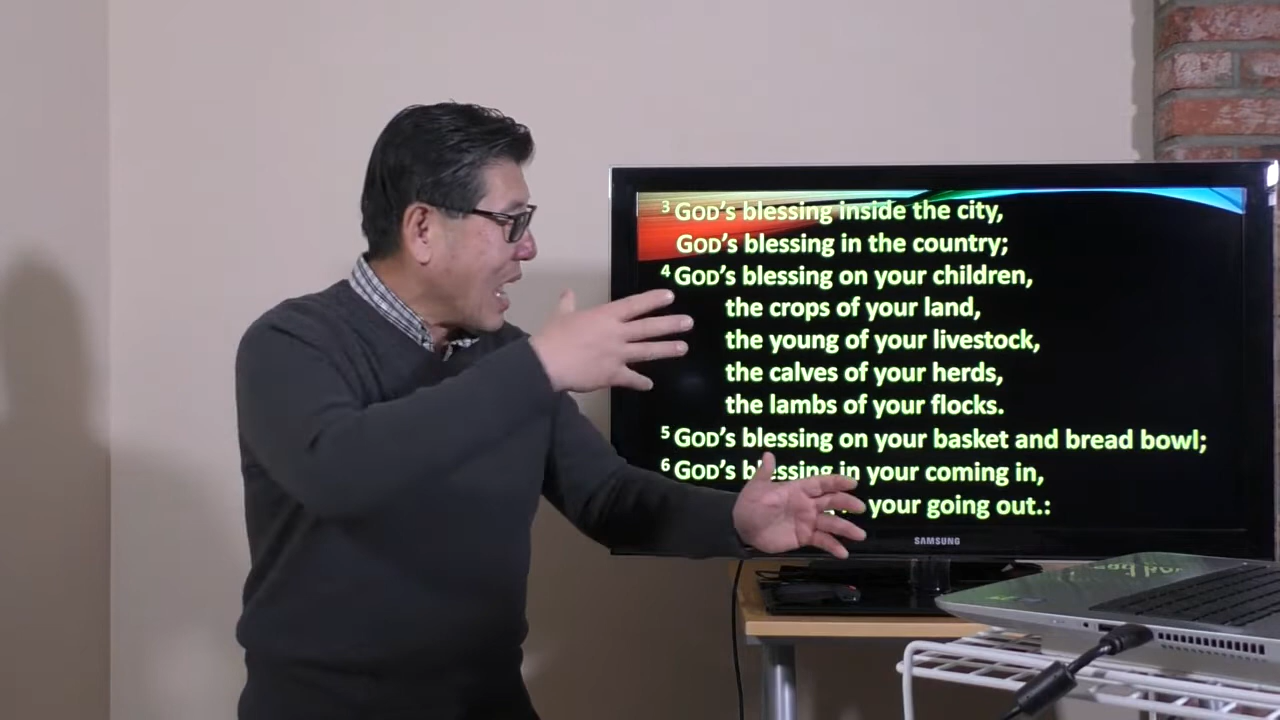 3 GOD's blessing inside the city,
GOD's blessing in the country;
4 GOD's blessing on your children,
the crops of your land,
the young of your livestock,
the calves of your herds,
the lambs of your flocks.
5 GOD's blessing on your basket and bread bowl;
6 GOD's blessing in your coming in,
your going out.:
SAMSUNG